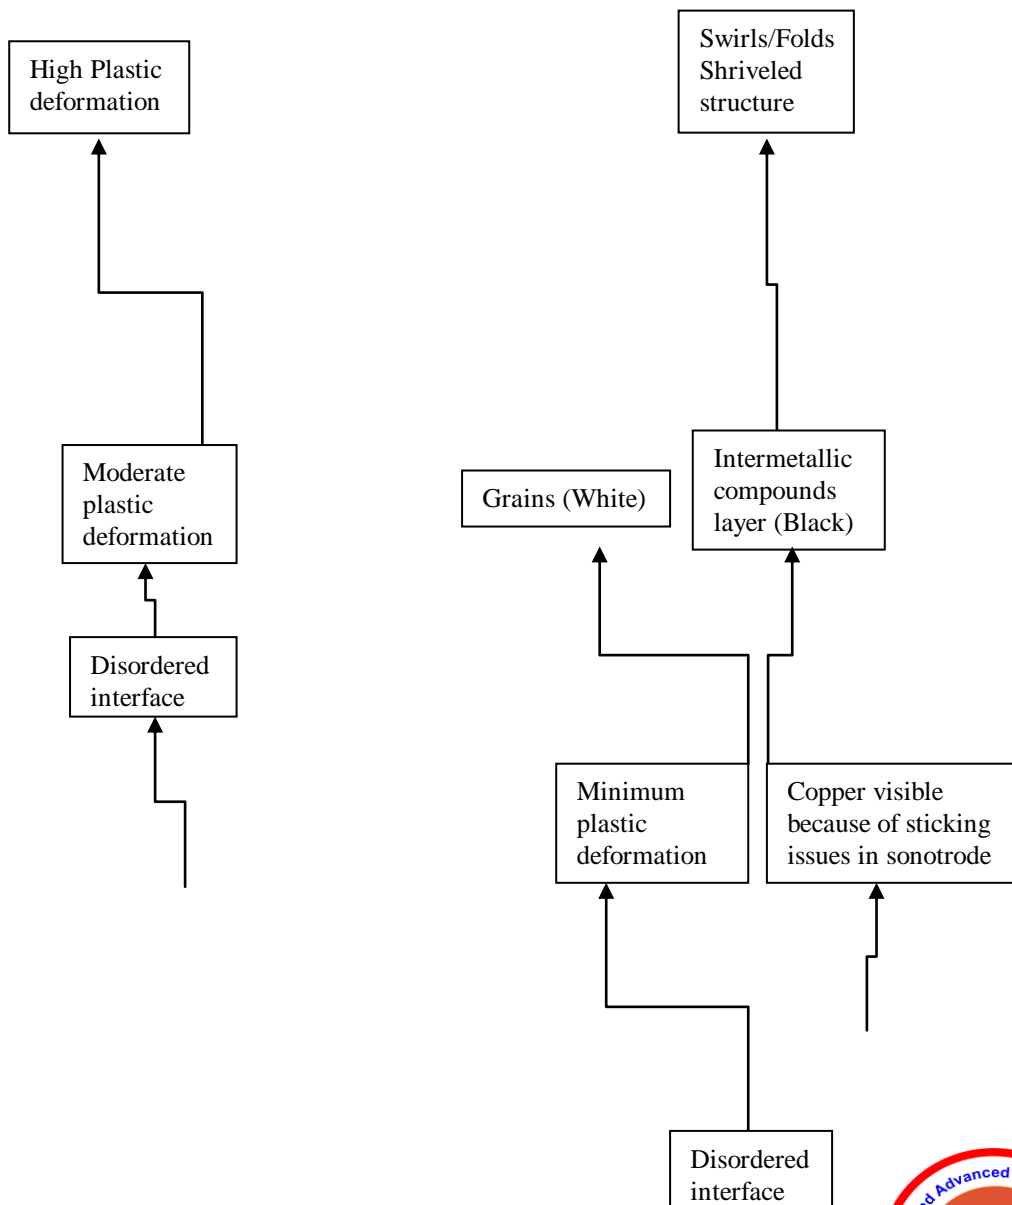 High Plastic
deformation
Swirls/Folds
Shriveled
structure
Moderate
plastic
deformation
Grains (White)
Intermetallic
compounds
layer (Black)
Disordered
interface
Minimum
plastic
deformation
Copper visible
because of sticking
issues in sonotrode
Disordered
interface
Advanced